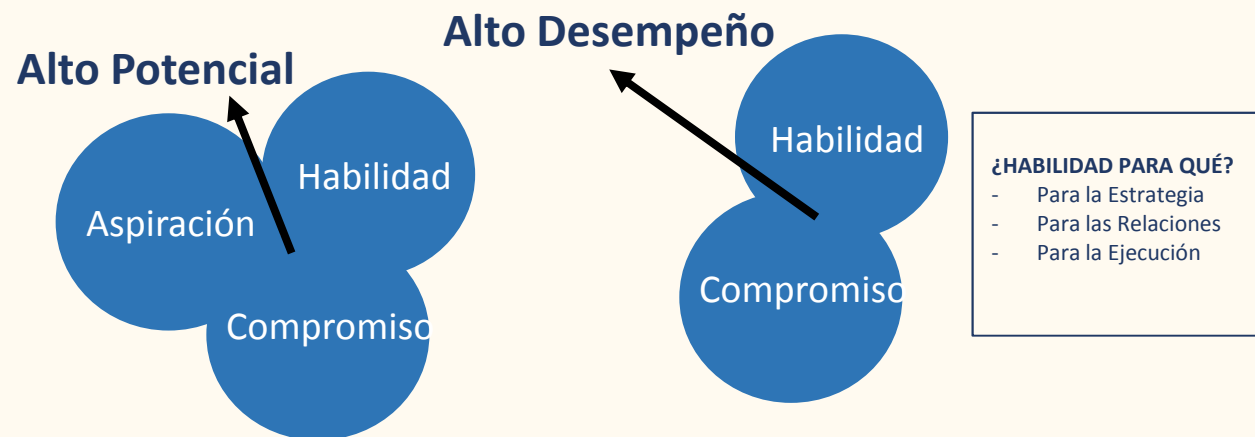 Alto Potencial
Aspiración
Habilidad
Compromiso
Alto Desempeño
Habilidad
Compromiso
¿HABILIDAD PARA QUÉ?
- Para la Estrategia
- Para las Relaciones
- Para la Ejecución